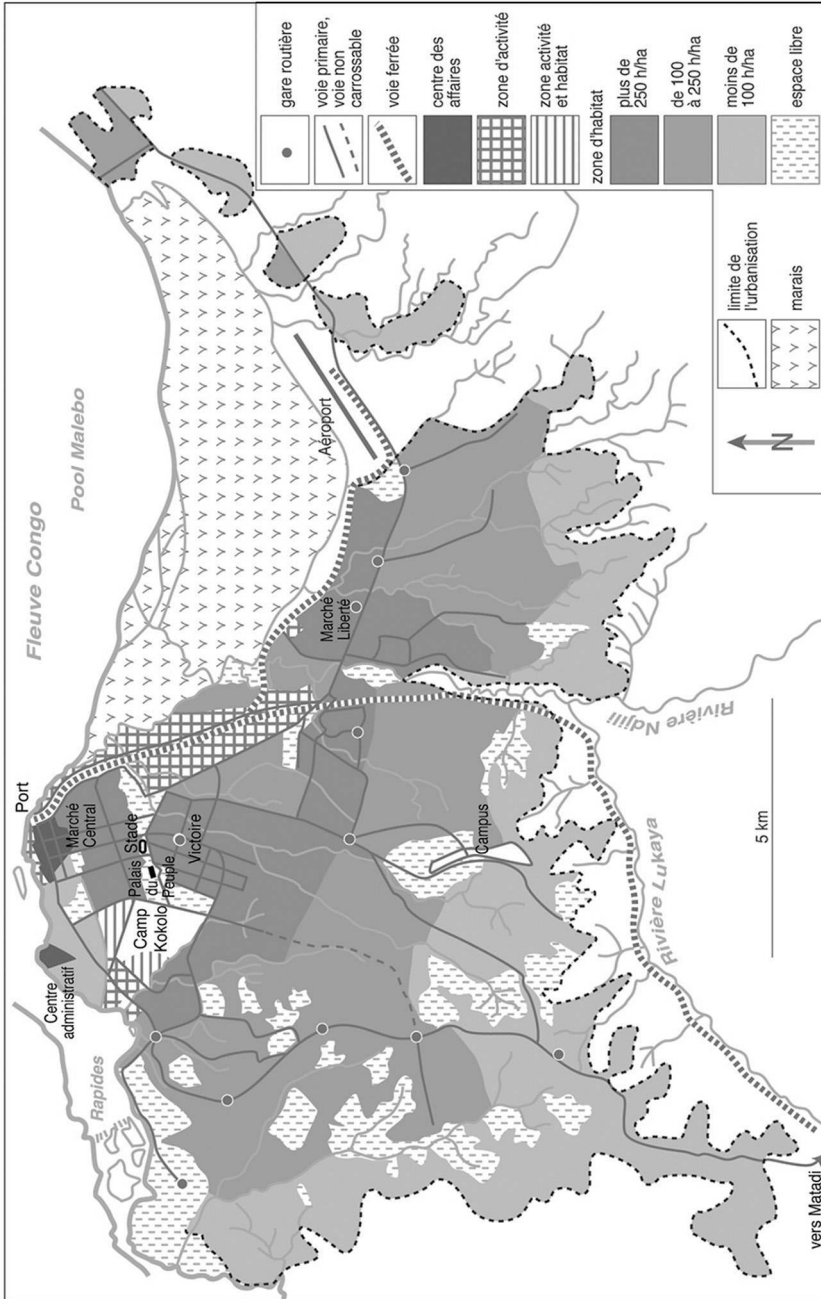 Fleuve Congo
Pool Malebo
Port
Marché
Central
Centre
administratif
Rapides
Camp
Kokolo
Palais
du
Peuple
Stade
Victoire
Marché
Liberté
Aéroport
Campus
Rivière Ndjili
Rivière Lukaya
vers Matadi
5 km
N
limite de
l'urbanisation
marais
gare routière
voie primaire,
voie non
carrossable
voie ferrée
centre des
affaires
zone d'activité
zone activité
et habitat
zone d'habitat
plus de
250 h/ha
de 100
à 250 h/ha
moins de
100 h/ha
espace libre